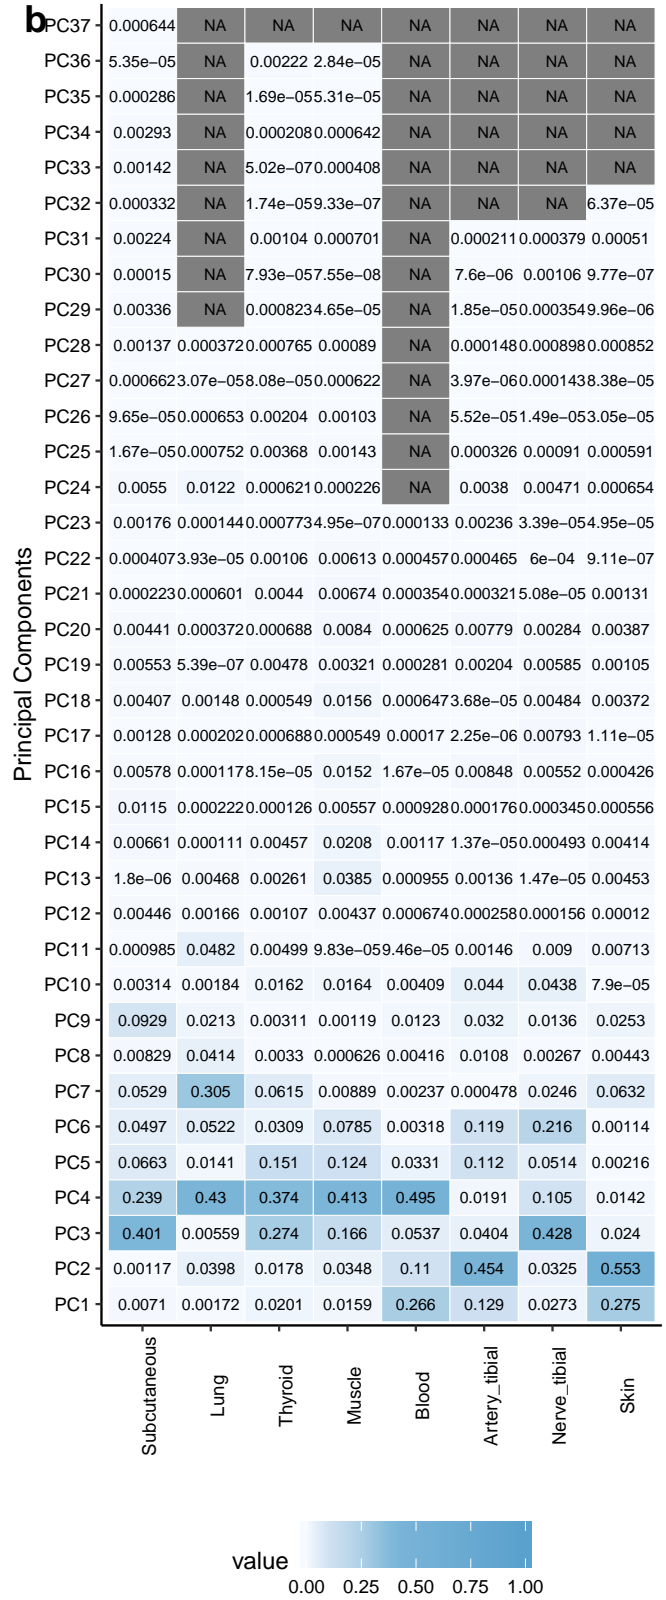 b
PC37 0.000644 NA NA NA NA NA NA NA
PC36 5.35e−05 NA 0.00222 2.84e−05 NA NA NA NA
PC35 0.000286 NA 1.69e−05 5.31e−05 NA NA NA NA
PC34 0.00293 NA 0.000208 0.000642 NA NA NA NA
PC33 0.00142 NA 5.02e−07 0.000408 NA NA NA NA
PC32 0.000332 NA 1.74e−05 9.33e−07 NA NA NA 6.37e−05
PC31 0.00224 NA 0.00104 0.000701 NA 0.000211 0.000379 0.00051
PC30 0.00015 NA 7.93e−05 7.55e−08 NA 7.6e−06 0.00106 9.77e−07
PC29 0.00336 NA 0.000823 4.65e−05 NA 1.85e−05 0.000354 9.96e−06
PC28 0.00137 0.000372 0.000765 0.00089 NA 0.000148 0.000898 0.000852
PC27 0.000662 3.07e−05 8.08e−05 0.000622 NA 3.97e−06 0.000143 8.38e−05
PC26 9.65e−05 0.000653 0.00204 0.00103 NA 5.52e−05 1.49e−05 3.05e−05
PC25 1.67e−05 0.000752 0.00368 0.00143 NA 0.000326 0.00091 0.000591
PC24 0.0055 0.0122 0.000621 0.000226 NA 0.0038 0.00471 0.000654
PC23 0.00176 0.000144 0.000773 4.95e−07 0.000133 0.00236 3.39e−05 4.95e−05
PC22 0.000407 3.93e−05 0.00106 0.00613 0.000457 0.000465 6e−04 9.11e−07
PC21 0.000223 0.000601 0.0044 0.00674 0.000354 0.000321 5.08e−05 0.00131
PC20 0.00441 0.000372 0.000688 0.0084 0.000625 0.00779 0.00284 0.00387
PC19 0.00553 5.39e−07 0.00478 0.00321 0.000281 0.00204 0.00585 0.00105
PC18 0.00407 0.00148 0.000549 0.0156 0.000647 3.68e−05 0.00484 0.00372
PC17 0.00128 0.000202 0.000688 0.000549 0.00017 2.25e−06 0.00793 1.11e−05
PC16 0.00578 0.000117 8.15e−05 0.0152 1.67e−05 0.00848 0.00552 0.000426
PC15 0.0115 0.000222 0.000126 0.00557 0.000928 0.000176 0.000345 0.000556
PC14 0.00661 0.000111 0.00457 0.0208 0.00117 1.37e−05 0.000493 0.00414
PC13 1.8e−06 0.00468 0.00261 0.0385 0.000955 0.00136 1.47e−05 0.00453
PC12 0.00446 0.00166 0.00107 0.00437 0.000674 0.000258 0.000156 0.00012
PC11 0.000985 0.0482 0.00499 9.83e−05 9.46e−05 0.00146 0.009 0.00713
PC10 0.00314 0.00184 0.0162 0.0164 0.00409 0.044 0.0438 7.9e−05
PC9 0.0929 0.0213 0.00311 0.00119 0.0123 0.032 0.0136 0.0253
PC8 0.00829 0.0414 0.0033 0.000626 0.00416 0.0108 0.00267 0.00443
PC7 0.0529 0.305 0.0615 0.00889 0.00237 0.000478 0.0246 0.0632
PC6 0.0497 0.0522 0.0309 0.0785 0.00318 0.119 0.216 0.00114
PC5 0.0663 0.0141 0.151 0.124 0.0331 0.112 0.0514 0.00216
PC4 0.239 0.43 0.374 0.413 0.495 0.0191 0.105 0.0142
PC3 0.401 0.00559 0.274 0.166 0.0537 0.0404 0.428 0.024
PC2 0.00117 0.0398 0.0178 0.0348 0.11 0.454 0.0325 0.553
PC1 0.0071 0.00172 0.0201 0.0159 0.266 0.129 0.0273 0.275
Principal Components
Subcutaneous Lung Thyroid Muscle Blood Artery_tibial Nerve_tibial Skin
value
0.00 0.25 0.50 0.75 1.00